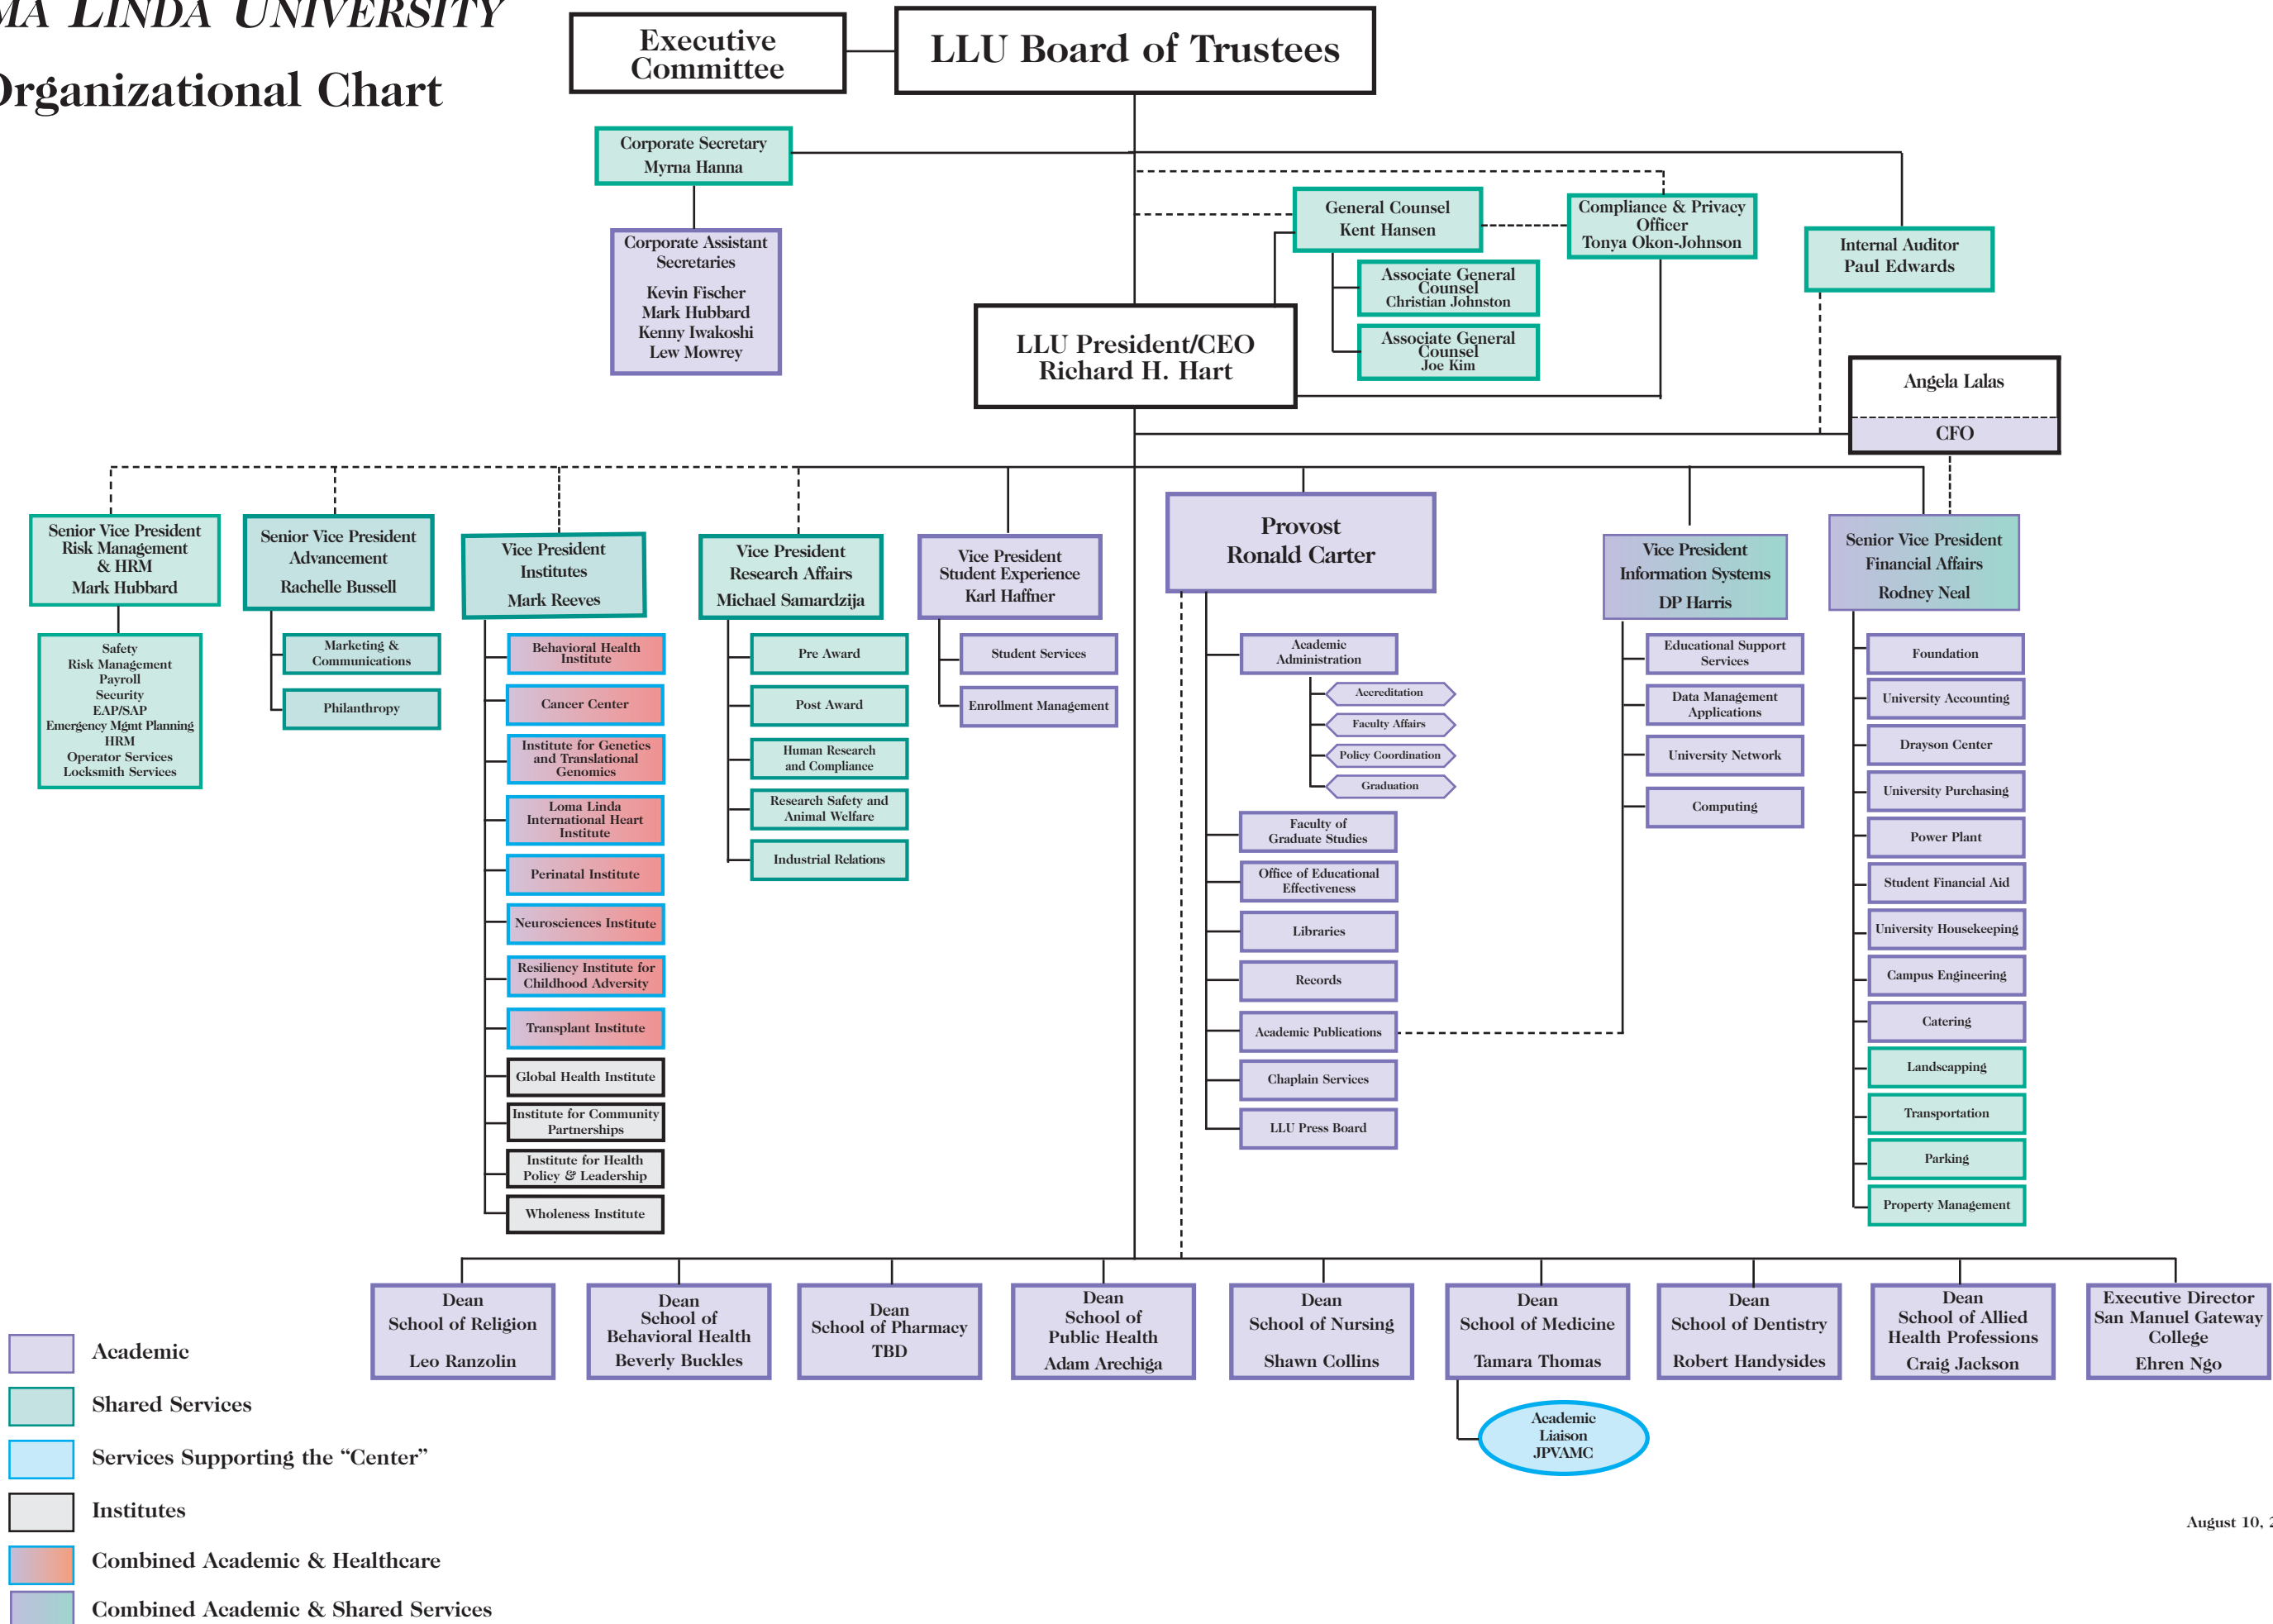 LINDA UNIVERSITY
Organizational Chart
Executive
Committee
LLU Board of Trustees
Corporate Secretary
Myrna Hanna
Corporate Assistant
Secretaries
Kevin Fischer
Mark Hubbard
Kenny Iwakoshi
Lew Mowrey
General Counsel
Kent Hansen
Compliance & Privacy
Officer
Tonya Okon-Johnson
Internal Auditor
Paul Edwards
Associate General
Counsel
Christian Johnston
Associate General
Counsel
Joe Kim
LLU President/CEO
Richard H. Hart
Angela Lalas
CFO
Senior Vice President
Risk Management
& HRM
Mark Hubbard
Safety
Risk Management
Payroll
Security
EAP/SAP
Emergency Mgmt Planning
HRM
Operator Services
Locksmith Services
Senior Vice President
Advancement
Rachelle Bussell
Marketing &
Communications
Philanthropy
Vice President
Institutes
Mark Reeves
Behavioral Health
Institute
Cancer Center
Institute for Genetics
and Translational
Genomics
Loma Linda
International Heart
Institute
Perinatal Institute
Neurosciences Institute
Resiliency Institute for
Childhood Adversity
Transplant Institute
Global Health Institute
Institute for Community
Partnerships
Institute for Health
Policy & Leadership
Wholeness Institute
Vice President
Research Affairs
Michael Samardzija
Pre Award
Post Award
Human Research
and Compliance
Research Safety and
Animal Welfare
Industrial Relations
Vice President
Student Experience
Karl Haffner
Student Services
Enrollment Management
Provost
Ronald Carter
Academic
Administration
Accreditation
Faculty Affairs
Policy Coordination
Graduation
Faculty of
Graduate Studies
Office of Educational
Effectiveness
Libraries
Records
Academic Publications
Chaplain Services
LLU Press Board
Vice President
Information Systems
DP Harris
Educational Support
Services
Data Management
Applications
University Network
Computing
Senior Vice President
Financial Affairs
Rodney Neal
Foundation
University Accounting
Drayson Center
University Purchasing
Power Plant
Student Financial Aid
University Housekeeping
Campus Engineering
Catering
Landscapping
Transportation
Parking
Property Management
Dean
School of Religion
Leo Ranzolin
Dean
School of
Behavioral Health
Beverly Buckles
Dean
School of Pharmacy
TBD
Dean
School of
Public Health
Adam Arechiga
Dean
School of Nursing
Shawn Collins
Dean
School of Medicine
Tamara Thomas
Dean
School of Dentistry
Robert Handysides
Dean
School of Allied
Health Professions
Craig Jackson
Executive Director
San Manuel Gateway
College
Ehren Ngo
Academic
Liaison
JPVAMC
Academic
Shared Services
Services Supporting the “Center”
Institutes
Combined Academic & Healthcare
Combined Academic & Shared Services
August 10,